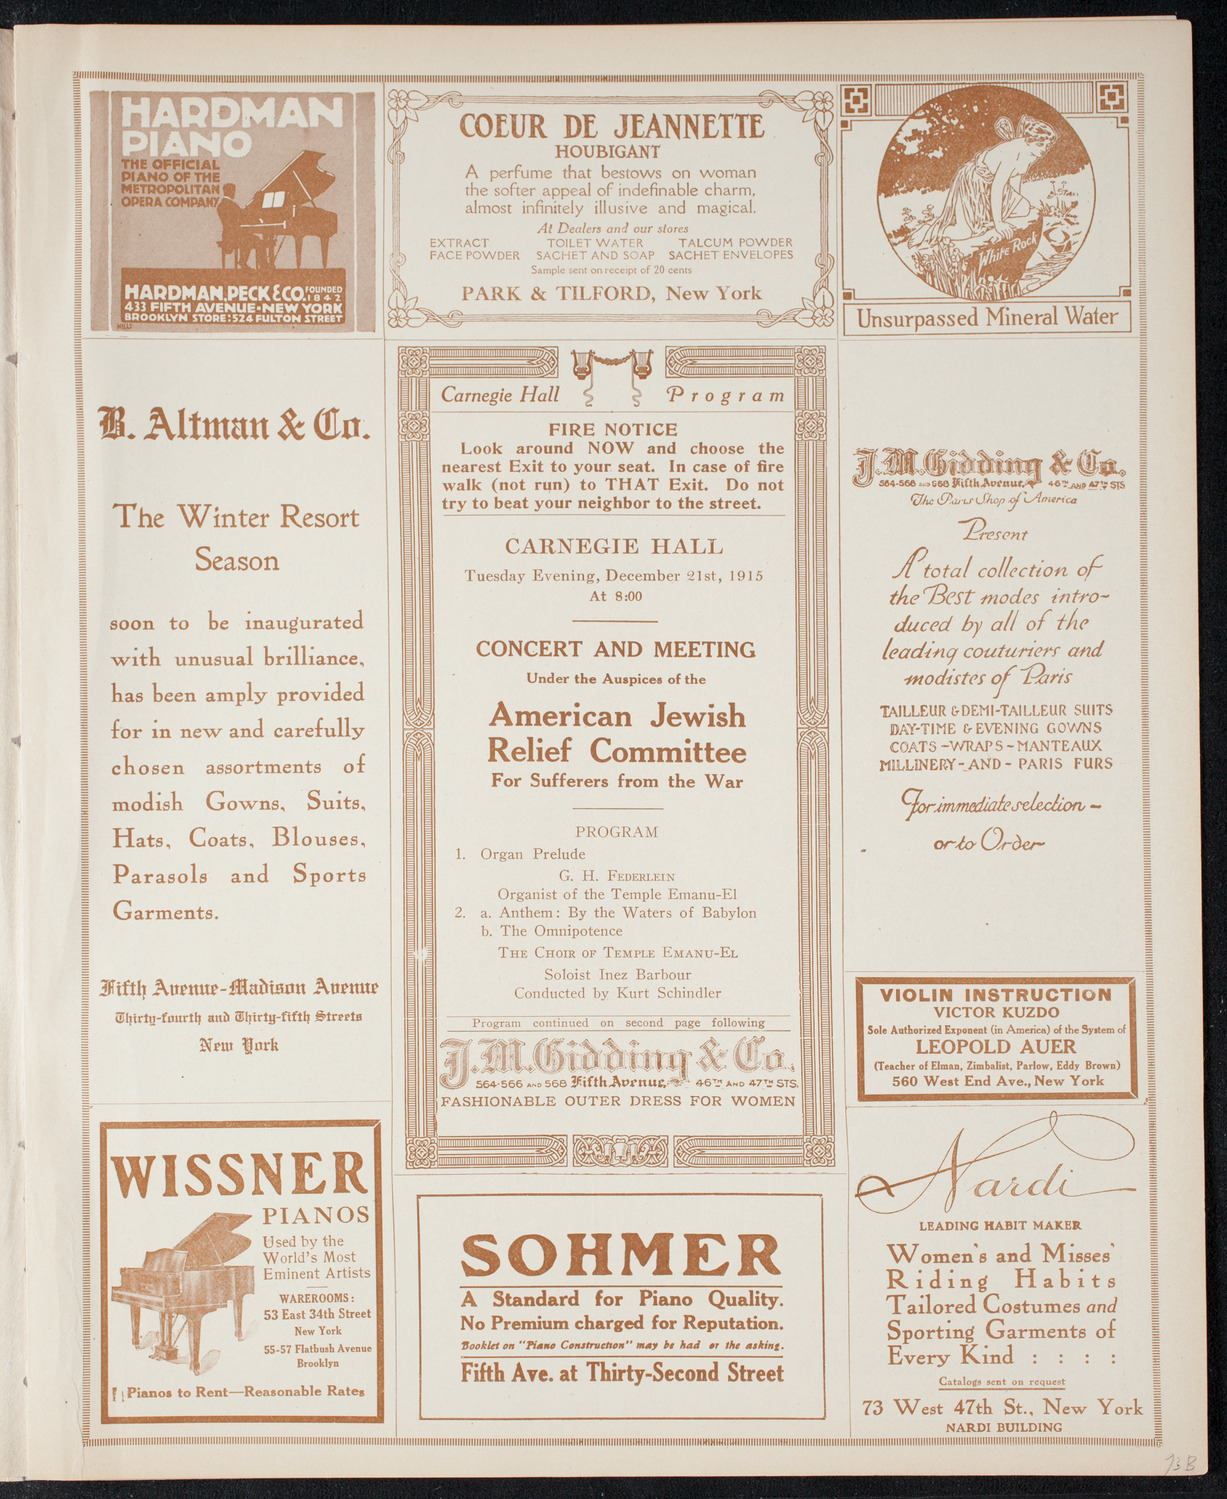 HARDMAN
PIANO
THE OFFICIAL
PIANO OF THE
METROPOLITAN
OPERA COMPANY
HARDMAN, PECK & CO. FOUNDED 1842
433 FIFTH AVENUE - NEW YORK
BROOKLYN STORE: 524 FULTON STREET
HILLS
COEUR DE JEANNETTE
HOUBIGANT
A perfume that bestows on woman
the softer appeal of indefinable charm,
almost infinitely illusive and magical.
At Dealers and our stores
EXTRACT TOILET WATER TALCUM POWDER
FACE POWDER SACHET AND SOAP SACHET ENVELOPES
Sample sent on receipt of 20 cents
PARK & TILFORD, New York
White Rock
Unsurpassed Mineral Water
B. Altman & Co.
The Winter Resort
Season
soon to be inaugurated
with unusual brilliance,
has been amply provided
for in new and carefully
chosen assortments of
modish Gowns, Suits,
Hats, Coats, Blouses,
Parasols and Sports
Garments.
Fifth Avenue-Madison Avenue
Thirty-fourth and Thirty-fifth Streets
New York
Carnegie Hall Program
FIRE NOTICE
Look around NOW and choose the
nearest Exit to your seat. In case of fire
walk (not run) to THAT Exit. Do not
try to beat your neighbor to the street.
CARNEGIE HALL
Tuesday Evening, December 21st, 1915
At 8:00
CONCERT AND MEETING
Under the Auspices of the
American Jewish
Relief Committee
For Sufferers from the War
PROGRAM
1. Organ Prelude
G. H. FEDERLEIN
Organist of the Temple Emanu-El
2. a. Anthem: By the Waters of Babylon
b. The Omnipotence
THE CHOIR OF TEMPLE EMANU-EL
Soloist Inez Barbour
Conducted by Kurt Schindler
Program continued on second page following
J. M. Gidding & Co.
564-566 AND 568 Fifth Avenue, 46TH AND 47TH STS.
FASHIONABLE OUTER DRESS FOR WOMEN
J. M. Gidding & Co.
564-566 AND 568 Fifth Avenue, 46TH AND 47TH STS
The Paris Shop of America
Present
A total collection of
the Best modes intro-
duced by all of the
leading couturiers and
modistes of Paris
TAILLEUR & DEMI-TAILLEUR SUITS
DAY-TIME & EVENING GOWNS
COATS - WRAPS - MANTEAUX
MILLINERY - AND - PARIS FURS
For immediate selection -
or to Order
VIOLIN INSTRUCTION
VICTOR KUZDO
Sole Authorized Exponent (in America) of the System of
LEOPOLD AUER
(Teacher of Elman, Zimbalist, Parlow, Eddy Brown)
560 West End Ave., New York
WISSNER
PIANOS
Used by the
World's Most
Eminent Artists
WAREROOMS:
53 East 34th Street
New York
55-57 Flatbush Avenue
Brooklyn
Pianos to Rent—Reasonable Rates
SOHMER
A Standard for Piano Quality.
No Premium charged for Reputation.
Booklet on "Piano Construction" may be had or the asking.
Fifth Ave. at Thirty-Second Street
Nardi
LEADING HABIT MAKER
Women's and Misses'
Riding Habits
Tailored Costumes and
Sporting Garments of
Every Kind : : : :
Catalogs sent on request
73 West 47th St., New York
NARDI BUILDING
73B